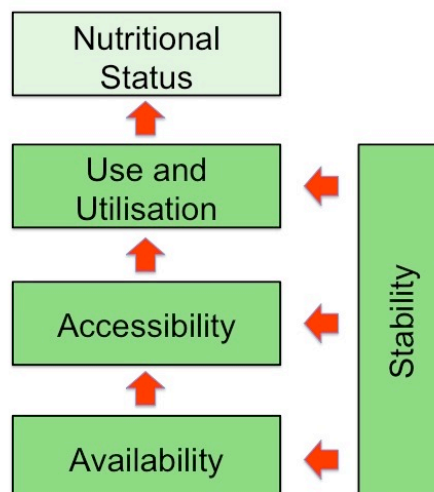 Nutritional
Status
Use and
Utilisation
Accessibility
Stability
Availability